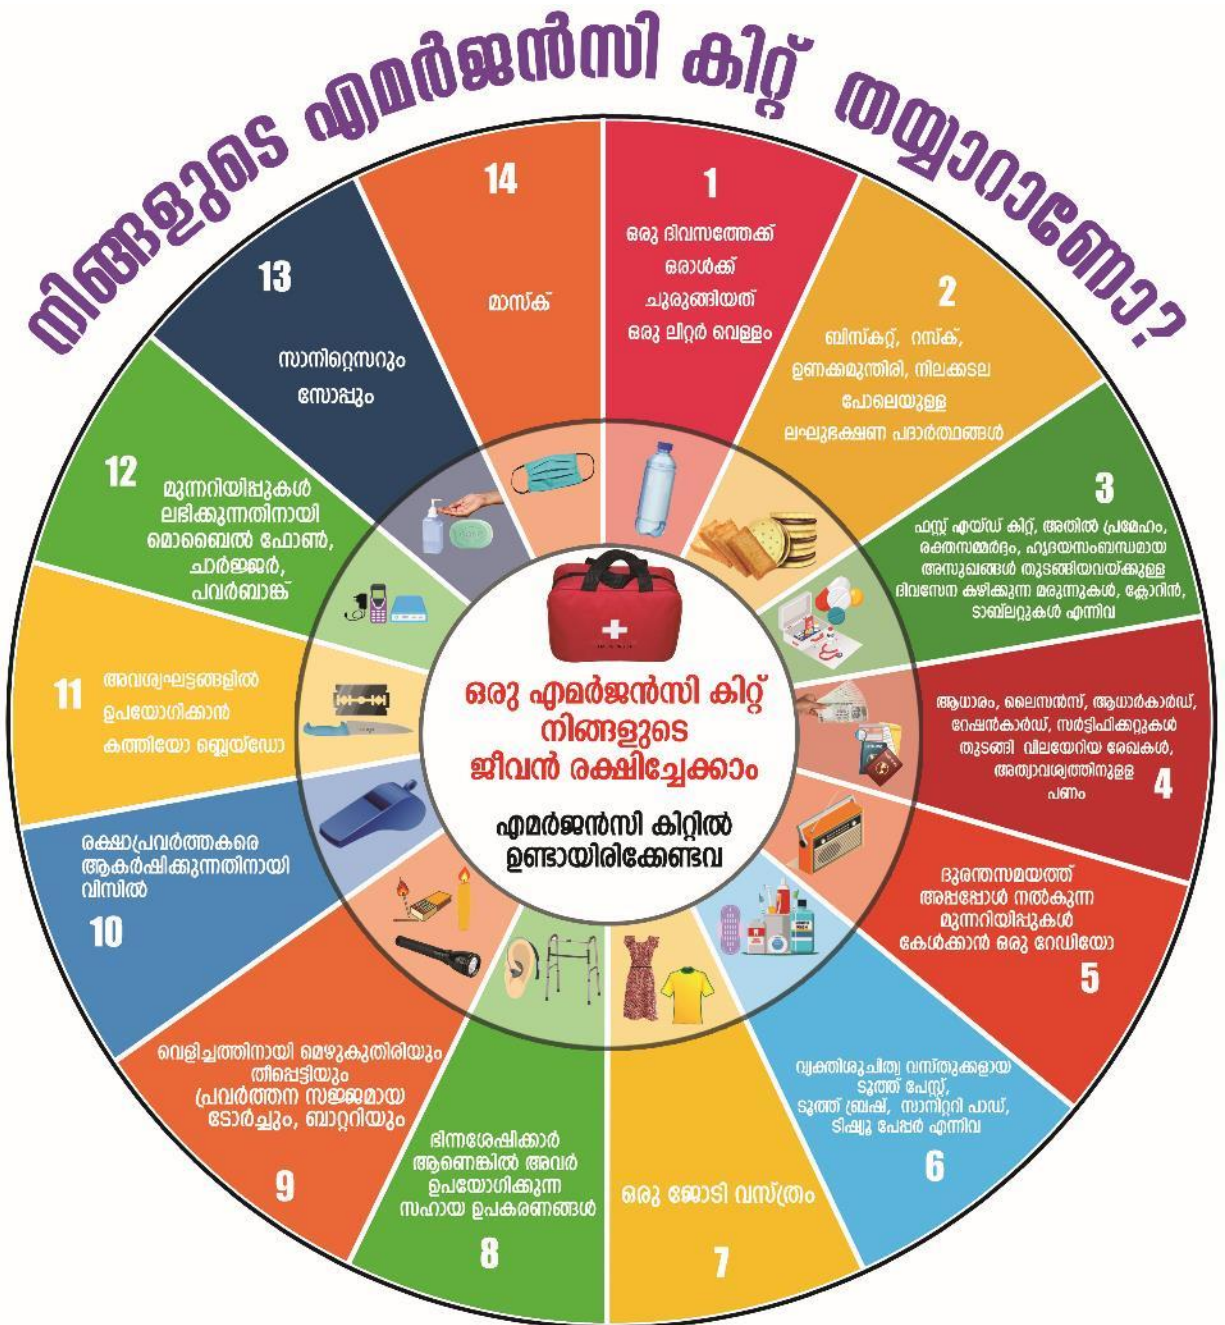 നിങ്ങളുടെ എമർജൻസി കിറ്റ് തയ്യാറാണോ?
1
ഒരു ദിവസത്തേക്ക്
ഒരാൾക്ക്
ചുരുങ്ങിയത്
ഒരു ലിറ്റർ വെള്ളം
2
ബിസ്കറ്റ്, റസ്ക്,
ഉണക്കമുന്തിരി, നിലക്കടല
പോലെയുള്ള
ലഘുഭക്ഷണ പദാർത്ഥങ്ങൾ
3
ഫസ്റ്റ് എയ്ഡ് കിറ്റ്, അതിൽ പ്രമേഹം,
രക്തസമ്മർദ്ദം, ഹൃദയസംബന്ധമായ
അസുഖങ്ങൾ തുടങ്ങിയവയ്ക്കുള്ള
ദിവസേന കഴിക്കുന്ന മരുന്നുകൾ, ക്ലോറിൻ,
ടാബ്ലറ്റുകൾ എന്നിവ
ആധാരം, ലൈസൻസ്, ആധാർകാർഡ്,
റേഷൻകാർഡ്, സർട്ടിഫിക്കറ്റുകൾ
തുടങ്ങി വിലയേറിയ രേഖകൾ,
അത്യാവശ്യത്തിനുളള
പണം
4
ദുരന്തസമയത്ത്
അപ്പപ്പോൾ നൽകുന്ന
മുന്നറിയിപ്പുകൾ
കേൾക്കാൻ ഒരു റേഡിയോ
5
വ്യക്തിശുചിത്വ വസ്തുക്കളായ
ടൂത്ത് പേസ്റ്റ്,
ടൂത്ത് ബ്രഷ്, സാനിറ്ററി പാഡ്,
ടിഷ്യൂ പേപ്പർ എന്നിവ
6
ഒരു ജോടി വസ്ത്രം
7
ഭിന്നശേഷിക്കാർ
ആണെങ്കിൽ അവർ
ഉപയോഗിക്കുന്ന
സഹായ ഉപകരണങ്ങൾ
8
വെളിച്ചത്തിനായി മെഴുകുതിരിയും
തീപ്പെട്ടിയും
പ്രവർത്തന സജ്ജമായ
ടോർച്ചും, ബാറ്ററിയും
9
രക്ഷാപ്രവർത്തകരെ
ആകർഷിക്കുന്നതിനായി
വിസിൽ
10
11
അവശ്യഘട്ടങ്ങളിൽ
ഉപയോഗിക്കാൻ
കത്തിയോ ബ്ലെയ്ഡോ
12
മുന്നറിയിപ്പുകൾ
ലഭിക്കുന്നതിനായി
മൊബൈൽ ഫോൺ,
ചാർജ്ജർ,
പവർബാങ്ക്
13
സാനിറ്റെസറും
സോപ്പും
14
മാസ്ക്
ഒരു എമർജൻസി കിറ്റ്
നിങ്ങളുടെ
ജീവൻ രക്ഷിച്ചേക്കാം
എമർജൻസി കിറ്റിൽ
ഉണ്ടായിരിക്കേണ്ടവ